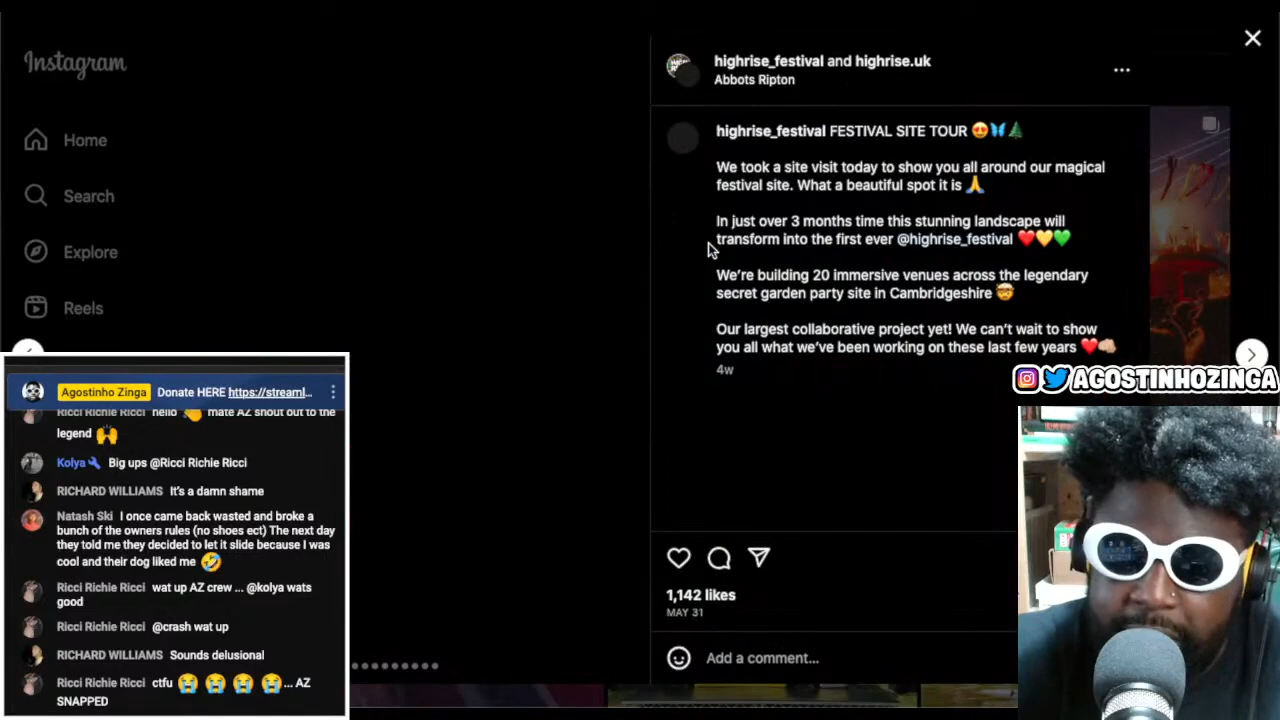 Instagram
Home
Search
Explore
Reels
highrise_festival and highrise.uk
Abbots Ripton
highrise_festival FESTIVAL SITE TOUR 😍🦋🌲
We took a site visit today to show you all around our magical
festival site. What a beautiful spot it is 🙏
In just over 3 months time this stunning landscape will
transform into the first ever @highrise_festival ❤️💛💚
We’re building 20 immersive venues across the legendary
secret garden party site in Cambridgeshire 🤯
Our largest collaborative project yet! We can’t wait to show
you all what we’ve been working on these last few years ❤️👊🏼
4w
1,142 likes
MAY 31
Add a comment...
Agostinho Zinga Donate HERE https://streaml...
Ricci Richie Ricci hello 👏 mate AZ shout out to the
legend 🙌
Kolya🔧 Big ups @Ricci Richie Ricci
RICHARD WILLIAMS It's a damn shame
Natash Ski I once came back wasted and broke a
bunch of the owners rules (no shoes ect) The next day
they told me they decided to let it slide because I was
cool and their dog liked me 🤣
Ricci Richie Ricci wat up AZ crew ... @kolya wats
good
Ricci Richie Ricci @crash wat up
RICHARD WILLIAMS Sounds delusional
Ricci Richie Ricci ctfu 😭 😭 😭 😭... AZ
SNAPPED
AGOSTINHOZINGA